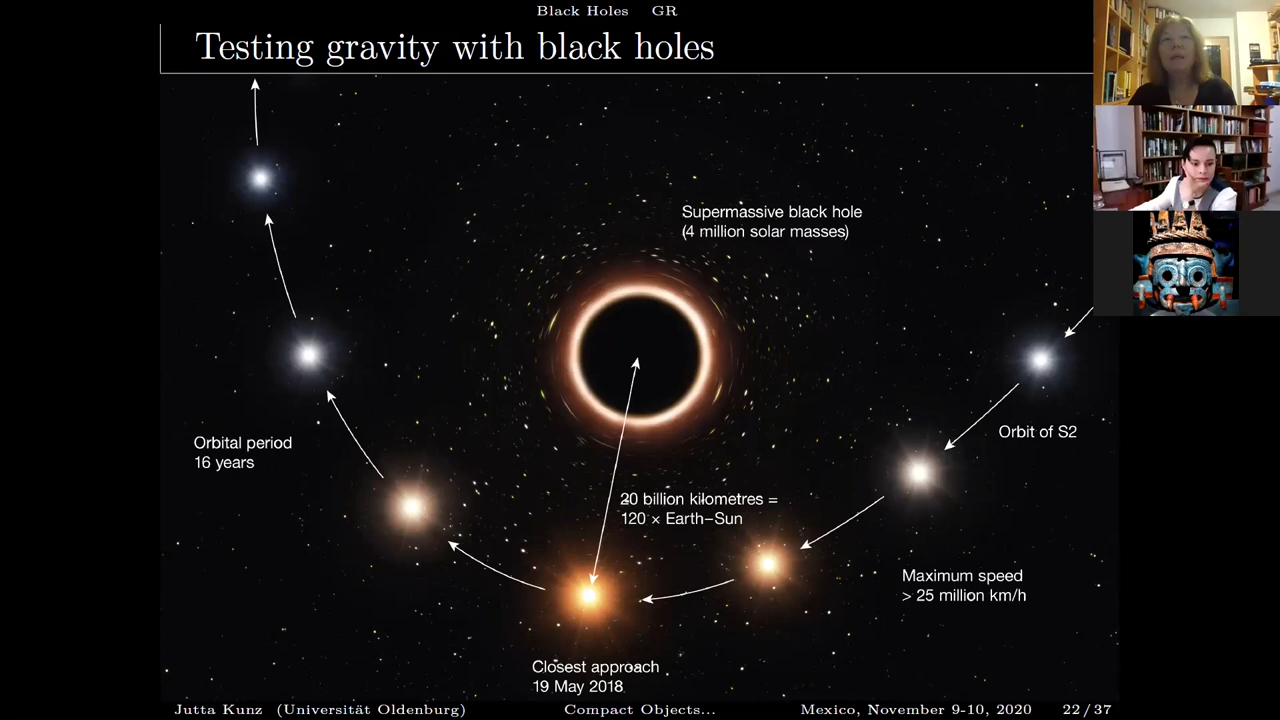 Black Holes GR
Testing gravity with black holes
Supermassive black hole
(4 million solar masses)
Orbital period
16 years
Orbit of S2
20 billion kilometres =
120 × Earth–Sun
Maximum speed
> 25 million km/h
Closest approach
19 May 2018
Jutta Kunz (Universität Oldenburg) Compact Objects... Mexico, November 9-10, 2020 22 / 37